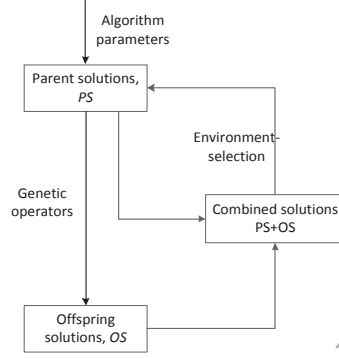 Algorithm
parameters
Parent solutions,
PS
Environment-
selection
Genetic
operators
Combined solutions
PS+OS
Offspring
solutions, OS